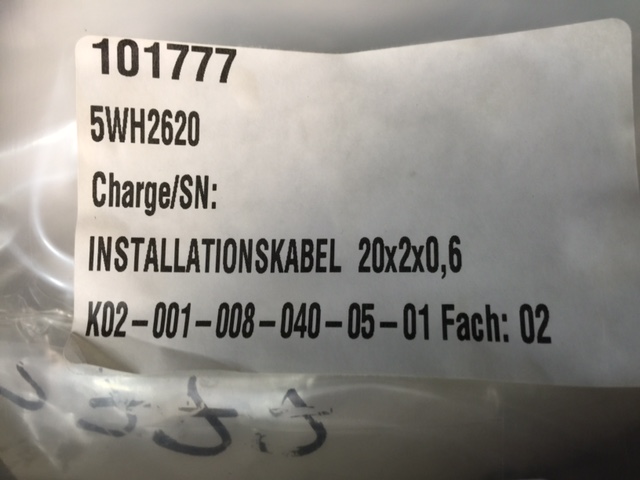 101777
5WH2620
Charge/SN:
INSTALLATIONSKABEL 20x2x0,6
K02-001-008-040-05-01 Fach: 02